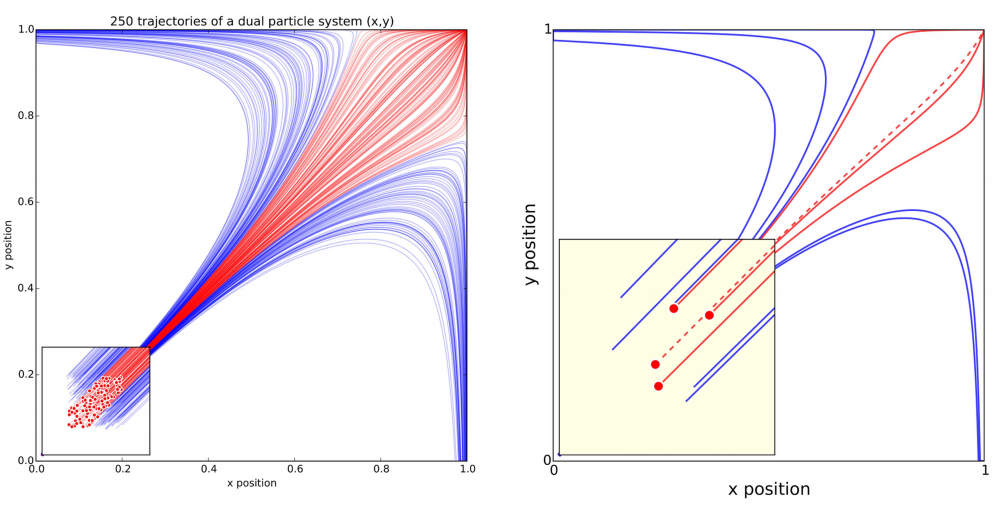 250 trajectories of a dual particle system (x,y)
1.0
0.8
0.6
0.4
0.2
0.0
y position
0.0 0.2 0.4 0.6 0.8 1.0
x position
1
0
y position
0 1
x position